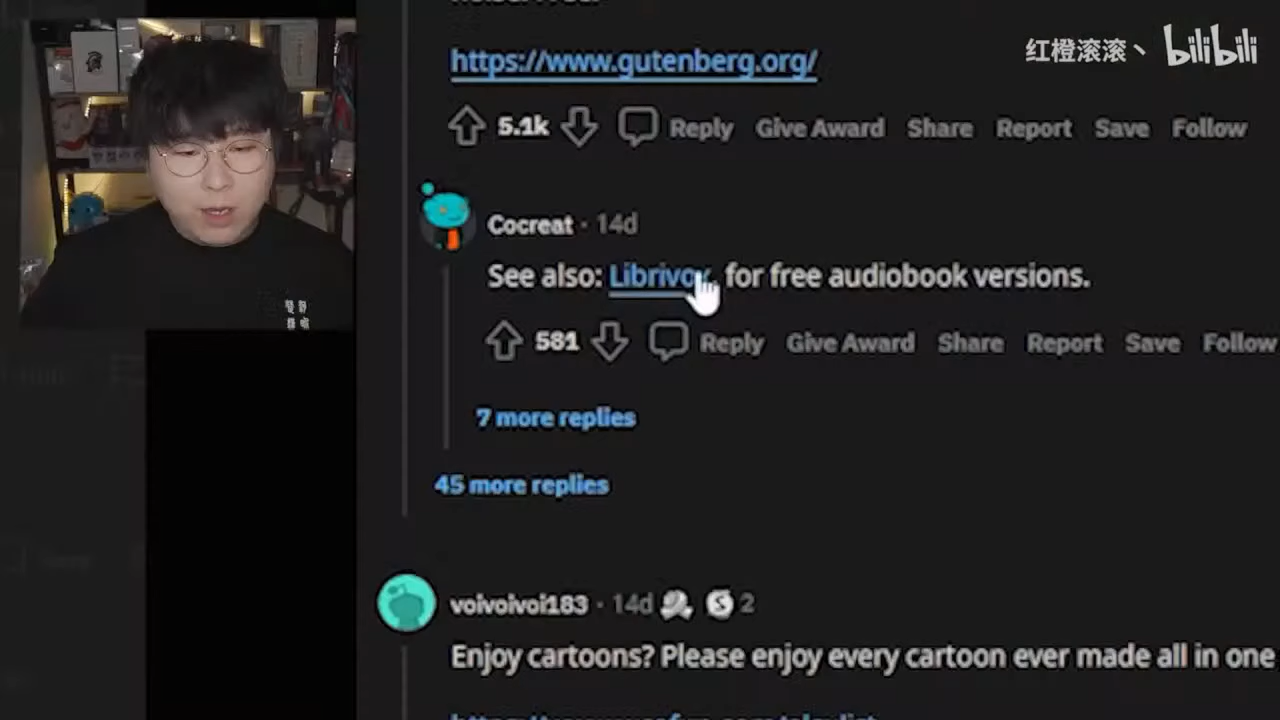 红橙滚滚丶 bilibili
https://www.gutenberg.org/
5.1k Reply Give Award Share Report Save Follow
Cocreat · 14d
See also: Librivox, for free audiobook versions.
581 Reply Give Award Share Report Save Follow
7 more replies
45 more replies
voivoivoi183 · 14d S 2
Enjoy cartoons? Please enjoy every cartoon ever made all in one